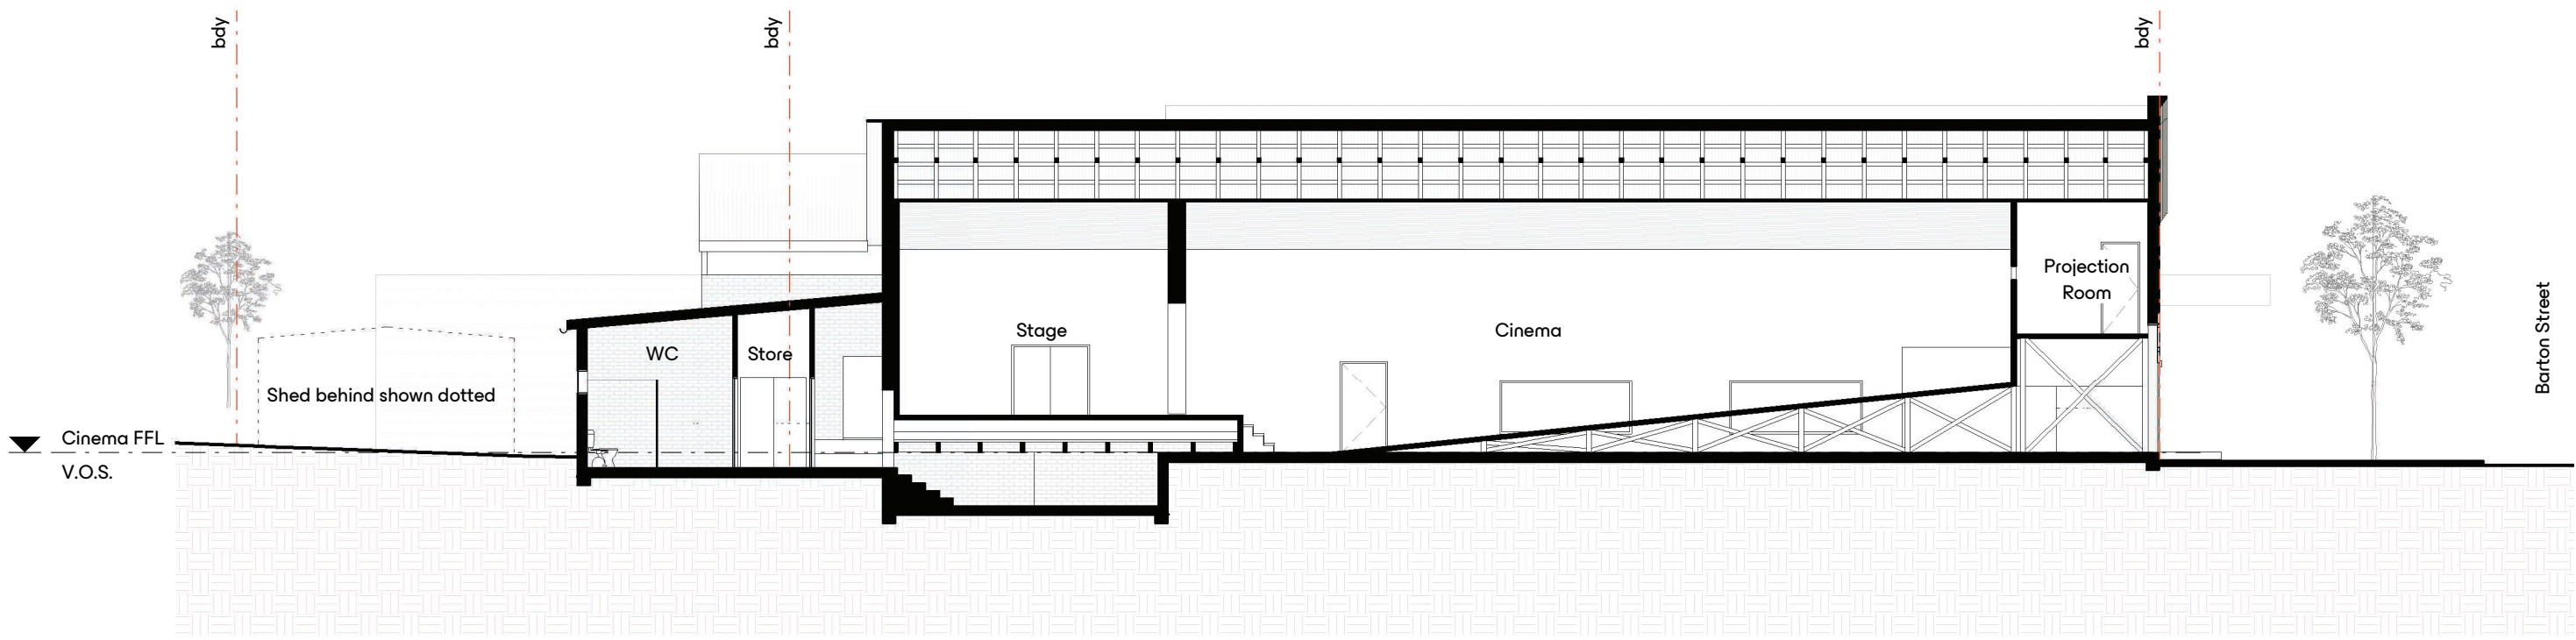 bdy
bdy
bdy
Projection
Room
Stage
Cinema
WC
Store
Shed behind shown dotted
Cinema FFL
V.O.S.
Barton Street